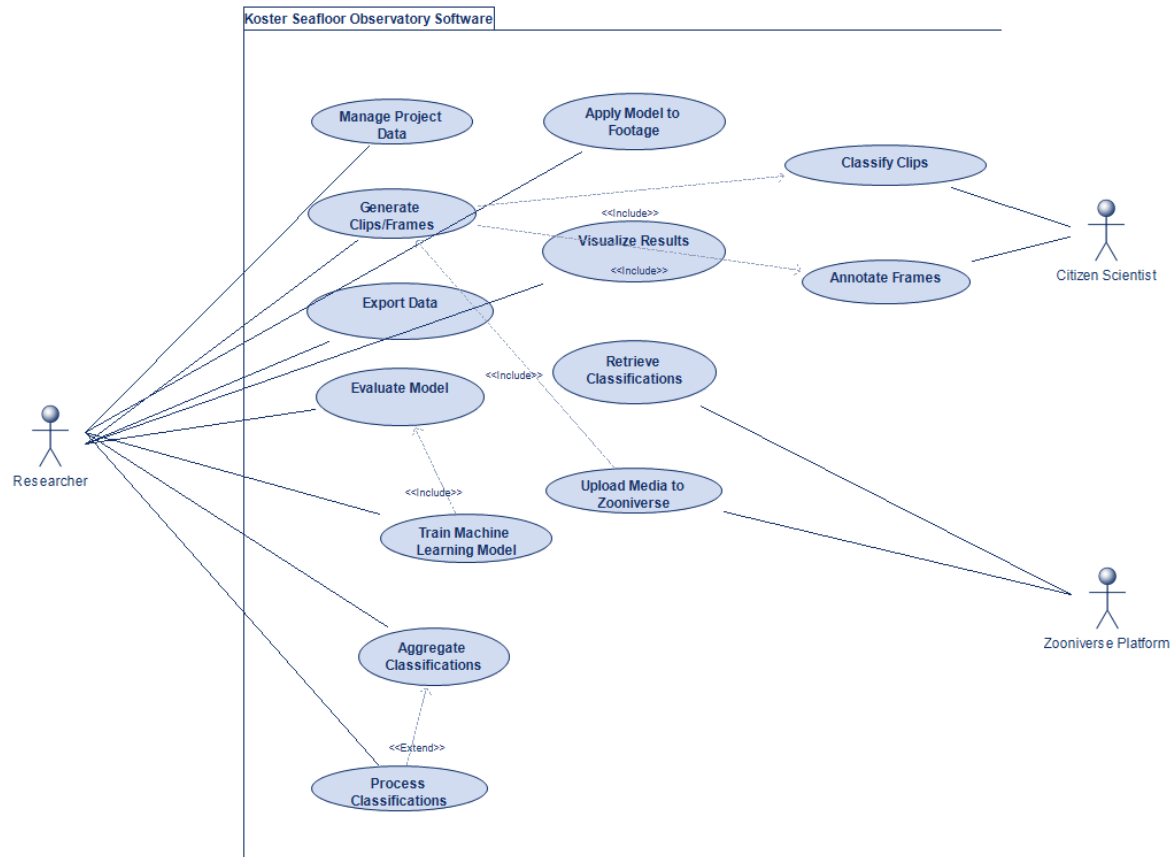 Koster Seafloor Observatory Software
Manage Project
Data
Apply Model to
Footage
Classify Clips
Generate
Clips/Frames
<<Include>>
Visualize Results
<<Include>>
Annotate Frames
Citizen Scientist
Export Data
Retrieve
Classifications
<<Include>>
Evaluate Model
Researcher
<<Include>>
Upload Media to
Zooniverse
Train Machine
Learning Model
Zooniverse Platform
Aggregate
Classifications
<<Extend>>
Process
Classifications